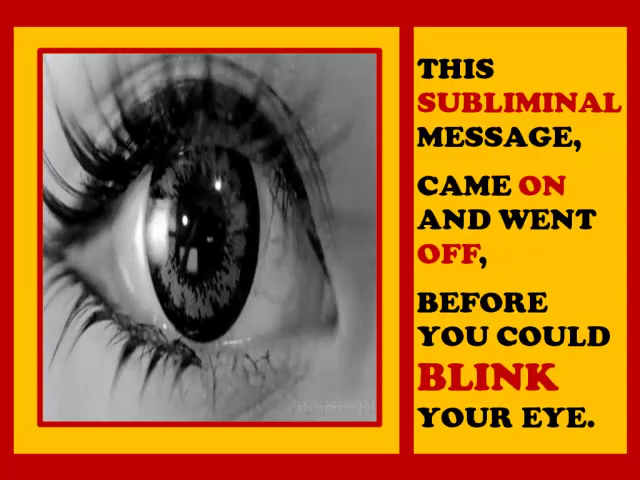 THIS
SUBLIMINAL
MESSAGE,
CAME ON
AND WENT
OFF,
BEFORE
YOU COULD
BLINK
YOUR EYE.